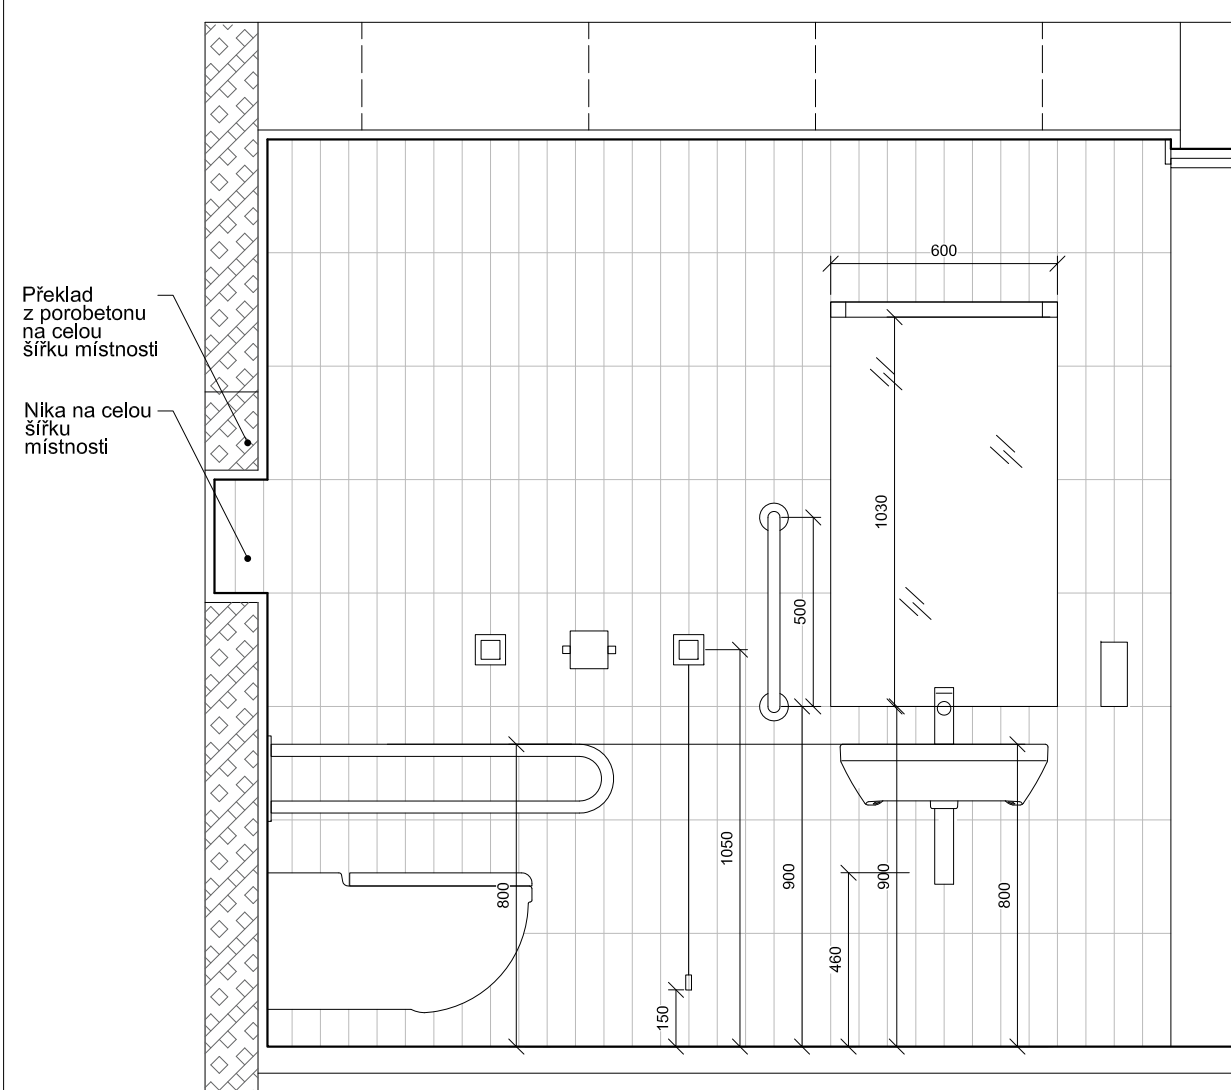 600
Překlad
z porobetonu
na celou
šířku místnosti
Nika na celou
šířku
místnosti
1030
500
1050
900
900
800
800
460
150